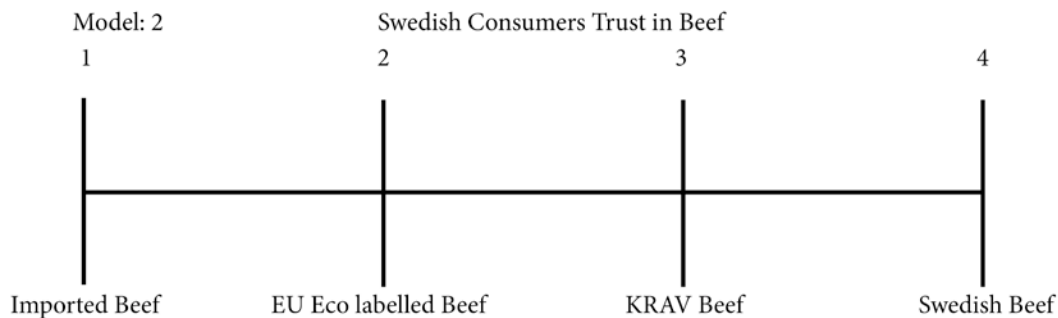 Model: 2 Swedish Consumers Trust in Beef
1 2 3 4
Imported Beef EU Eco labelled Beef KRAV Beef Swedish Beef